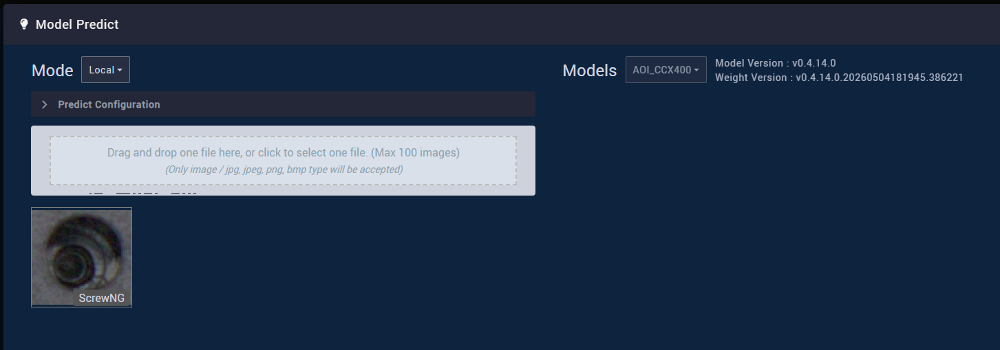 Model Predict
Mode
Local
Models
AOI_CCX400
Model Version : v0.4.14.0
Weight Version : v0.4.14.0.20260504181945.386221
Predict Configuration
Drag and drop one file here, or click to select one file. (Max 100 images)
(Only image / jpg, jpeg, png, bmp type will be accepted)
ScrewNG